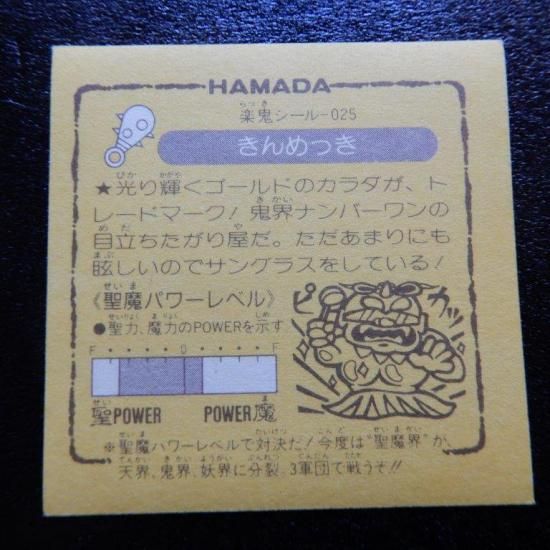 HAMADA
楽鬼シール-025
きんめっき
★光り輝くゴールドのカラダが、ト
レードマーク!鬼界ナンバーワンの
目立ちたがり屋だ。ただあまりにも
眩しいのでサングラスをしている!
《聖魔パワーレベル》
●聖力、魔力のPOWERを示す
F・・・・0・・・・F
聖POWER POWER魔
ピカッ
※聖魔パワーレベルで対決だ!今度は"聖魔界"が、
天界、鬼界、妖界に分裂。3軍団で戦うぞ!!